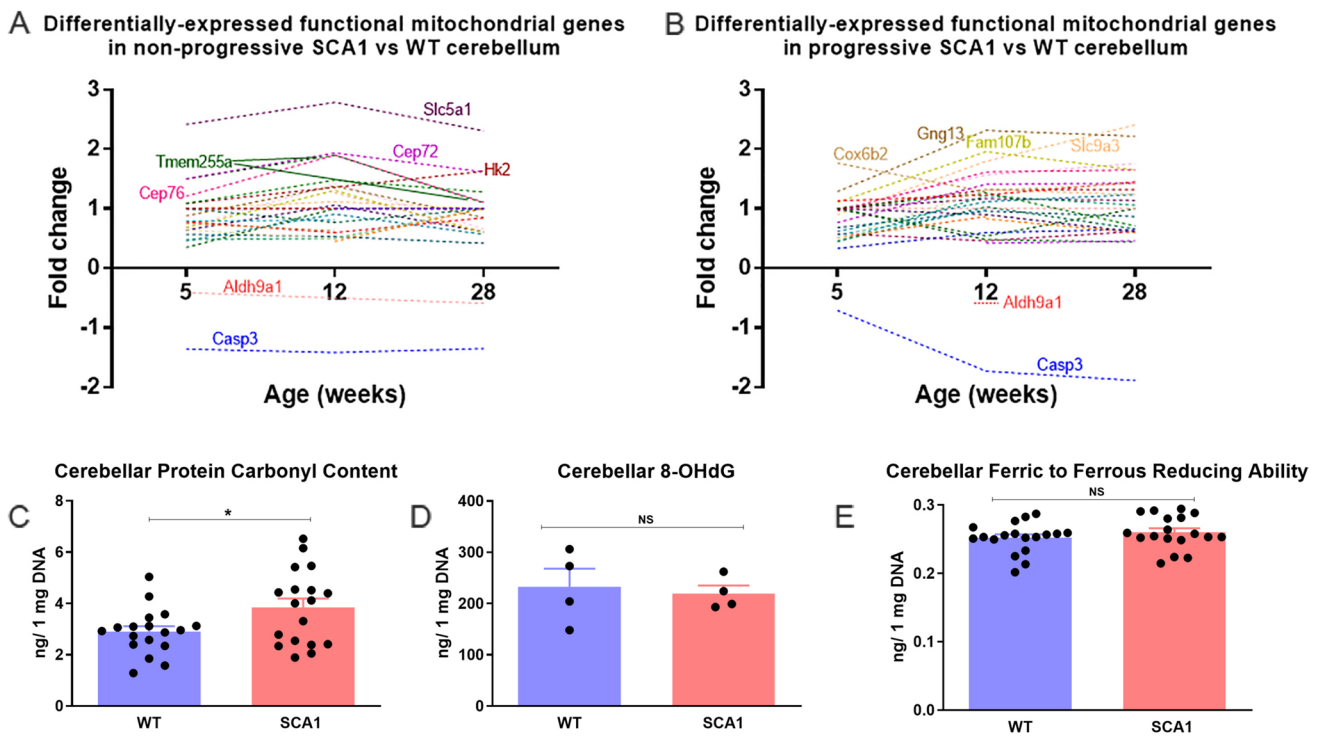 A
Differentially-expressed functional mitochondrial genes
in non-progressive SCA1 vs WT cerebellum
Fold change
3
2
1
0
-1
-2
Slc5a1
Tmem255a
Cep72
Hk2
Cep76
5
12
28
Aldh9a1
Casp3
Age (weeks)
B
Differentially-expressed functional mitochondrial genes
in progressive SCA1 vs WT cerebellum
Fold change
3
2
1
0
-1
-2
Gng13
Fam107b
Slc9a3
Cox6b2
5
12
28
Aldh9a1
Casp3
Age (weeks)
C
Cerebellar Protein Carbonyl Content
ng/ 1 mg DNA
8
6
4
2
0
*
WT
SCA1
D
Cerebellar 8-OHdG
ng/ 1 mg DNA
400
300
200
100
0
NS
WT
SCA1
E
Cerebellar Ferric to Ferrous Reducing Ability
ng/ 1 mg DNA
0.3
0.2
0.1
0.0
NS
WT
SCA1